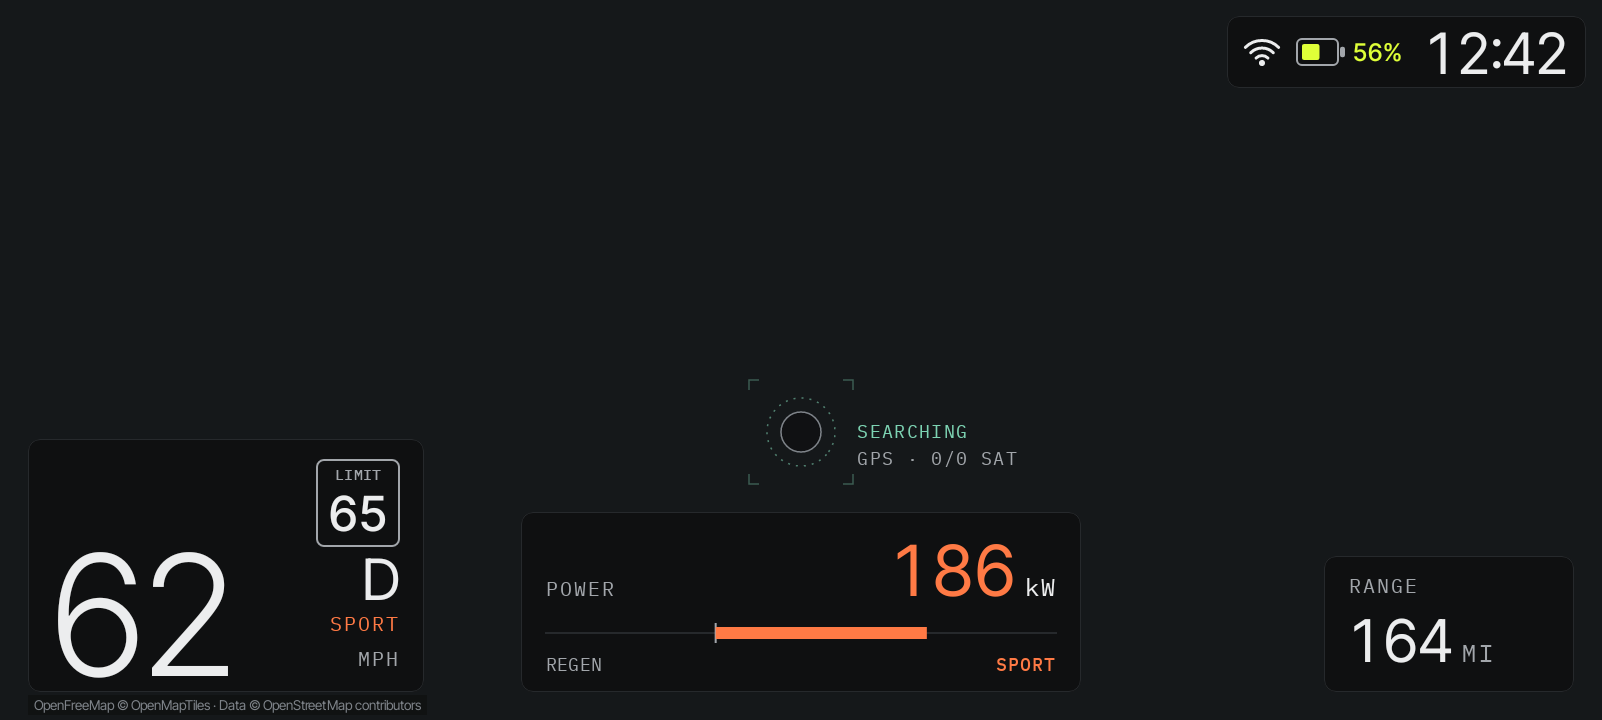 56% 12:42
SEARCHING
GPS · 0/0 SAT
LIMIT
65
62
D
SPORT
MPH
POWER 186 kW
REGEN SPORT
RANGE
164 MI
OpenFreeMap © OpenMapTiles · Data © OpenStreetMap contributors